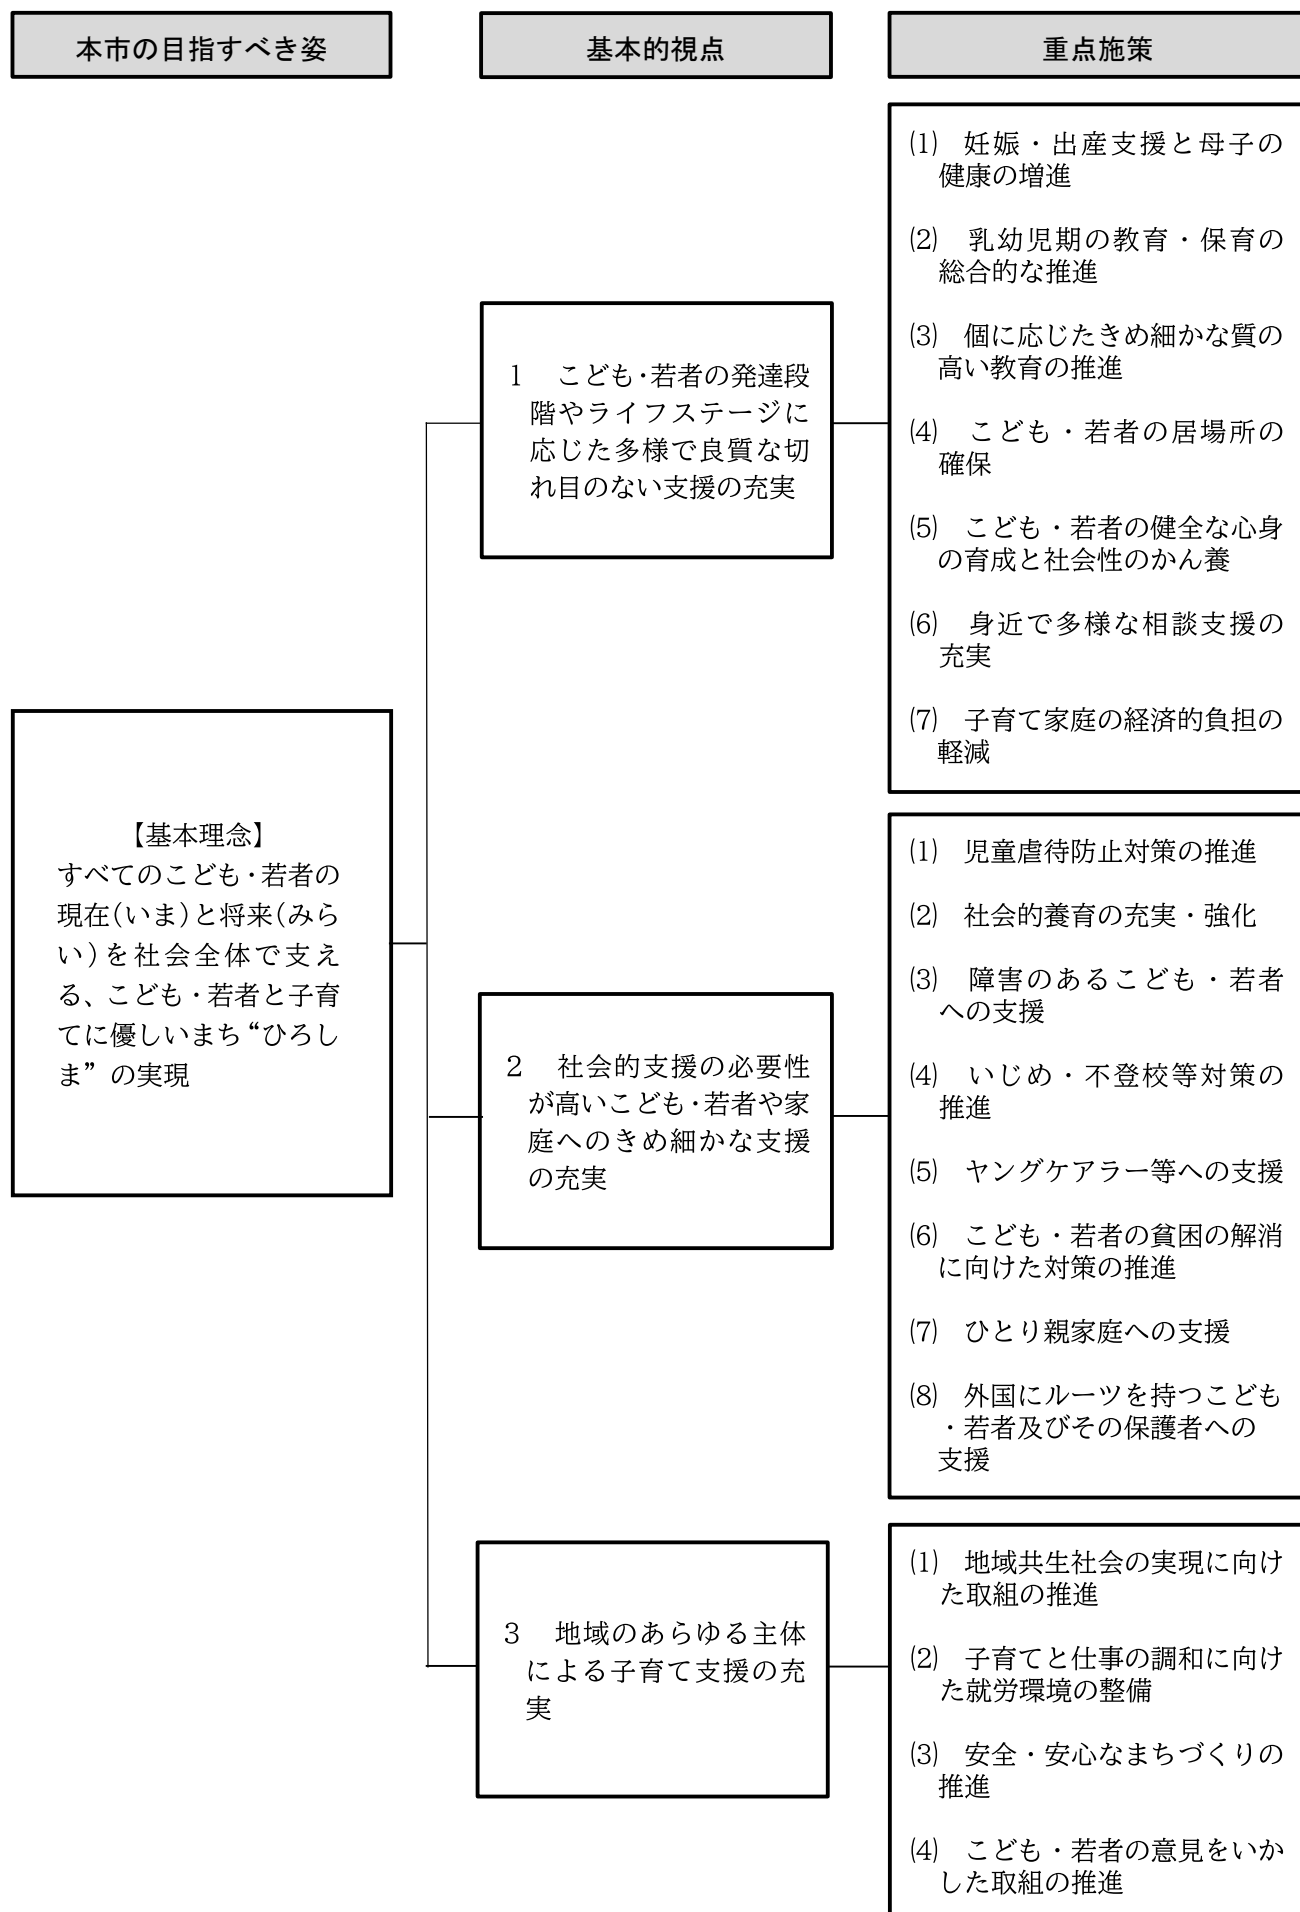 本市の目指すべき姿
基本的視点
重点施策
【基本理念】
すべてのこども・若者の
現在(いま)と将来(みら
い)を社会全体で支え
る、こども・若者と子育
てに優しいまち“ひろし
ま”の実現
1 こども・若者の発達段
階やライフステージに
応じた多様で良質な切
れ目のない支援の充実
⑴ 妊娠・出産支援と母子の
健康の増進
⑵ 乳幼児期の教育・保育の
総合的な推進
⑶ 個に応じたきめ細かな質の
高い教育の推進
⑷ こども・若者の居場所の
確保
⑸ こども・若者の健全な心身
の育成と社会性のかん養
⑹ 身近で多様な相談支援の
充実
⑺ 子育て家庭の経済的負担の
軽減
2 社会的支援の必要性
が高いこども・若者や家
庭へのきめ細かな支援
の充実
⑴ 児童虐待防止対策の推進
⑵ 社会的養育の充実・強化
⑶ 障害のあるこども・若者
への支援
⑷ いじめ・不登校等対策の
推進
⑸ ヤングケアラー等への支援
⑹ こども・若者の貧困の解消
に向けた対策の推進
⑺ ひとり親家庭への支援
⑻ 外国にルーツを持つこども
・若者及びその保護者への
支援
3 地域のあらゆる主体
による子育て支援の充
実
⑴ 地域共生社会の実現に向け
た取組の推進
⑵ 子育てと仕事の調和に向け
た就労環境の整備
⑶ 安全・安心なまちづくりの
推進
⑷ こども・若者の意見をいか
した取組の推進